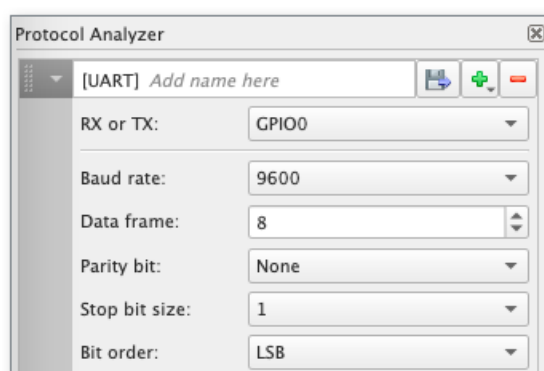 Protocol Analyzer
[UART] Add name here
RX or TX: GPIO0
Baud rate: 9600
Data frame: 8
Parity bit: None
Stop bit size: 1
Bit order: LSB